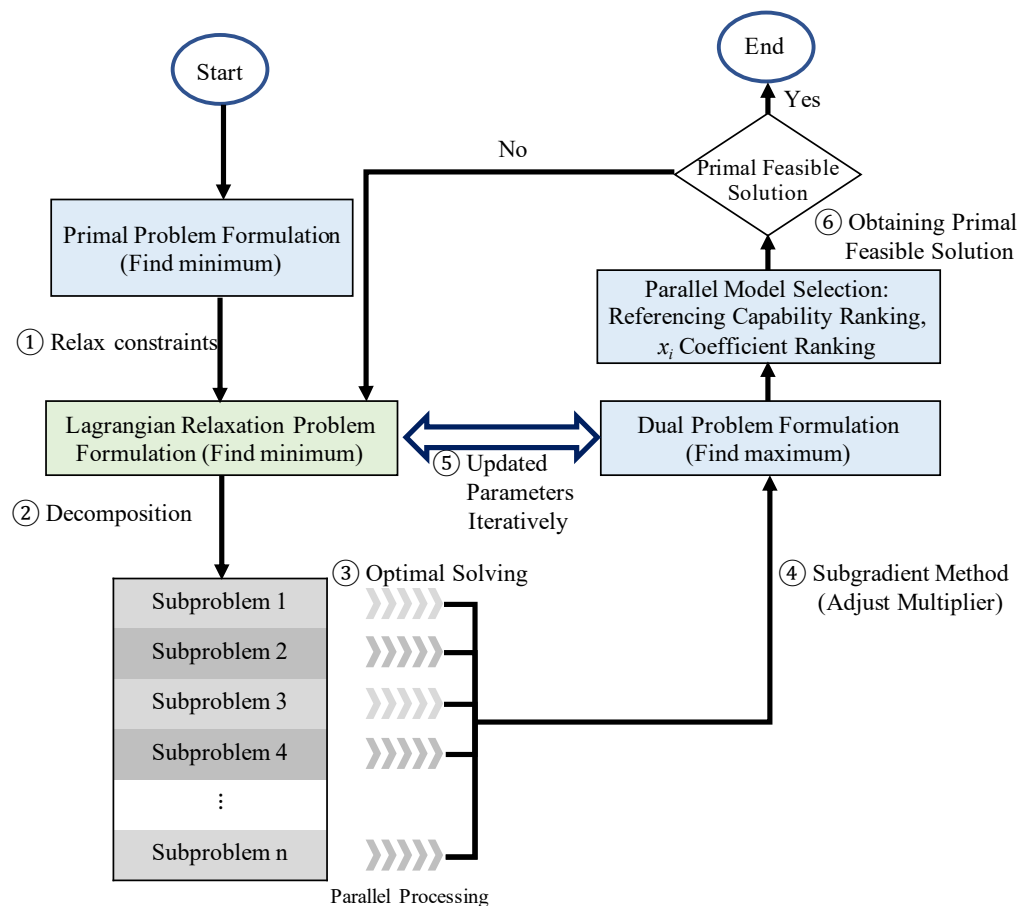 Start
End
Yes
No
Primal Feasible
Solution
⑥ Obtaining Primal
Feasible Solution
Primal Problem Formulation
(Find minimum)
Parallel Model Selection:
Referencing Capability Ranking,
xᵢ Coefficient Ranking
① Relax constraints
Lagrangian Relaxation Problem
Formulation (Find minimum)
Dual Problem Formulation
(Find maximum)
⑤ Updated
Parameters
Iteratively
② Decomposition
③ Optimal Solving
④ Subgradient Method
(Adjust Multiplier)
Subproblem 1
Subproblem 2
Subproblem 3
Subproblem 4
⋮
Subproblem n
Parallel Processing